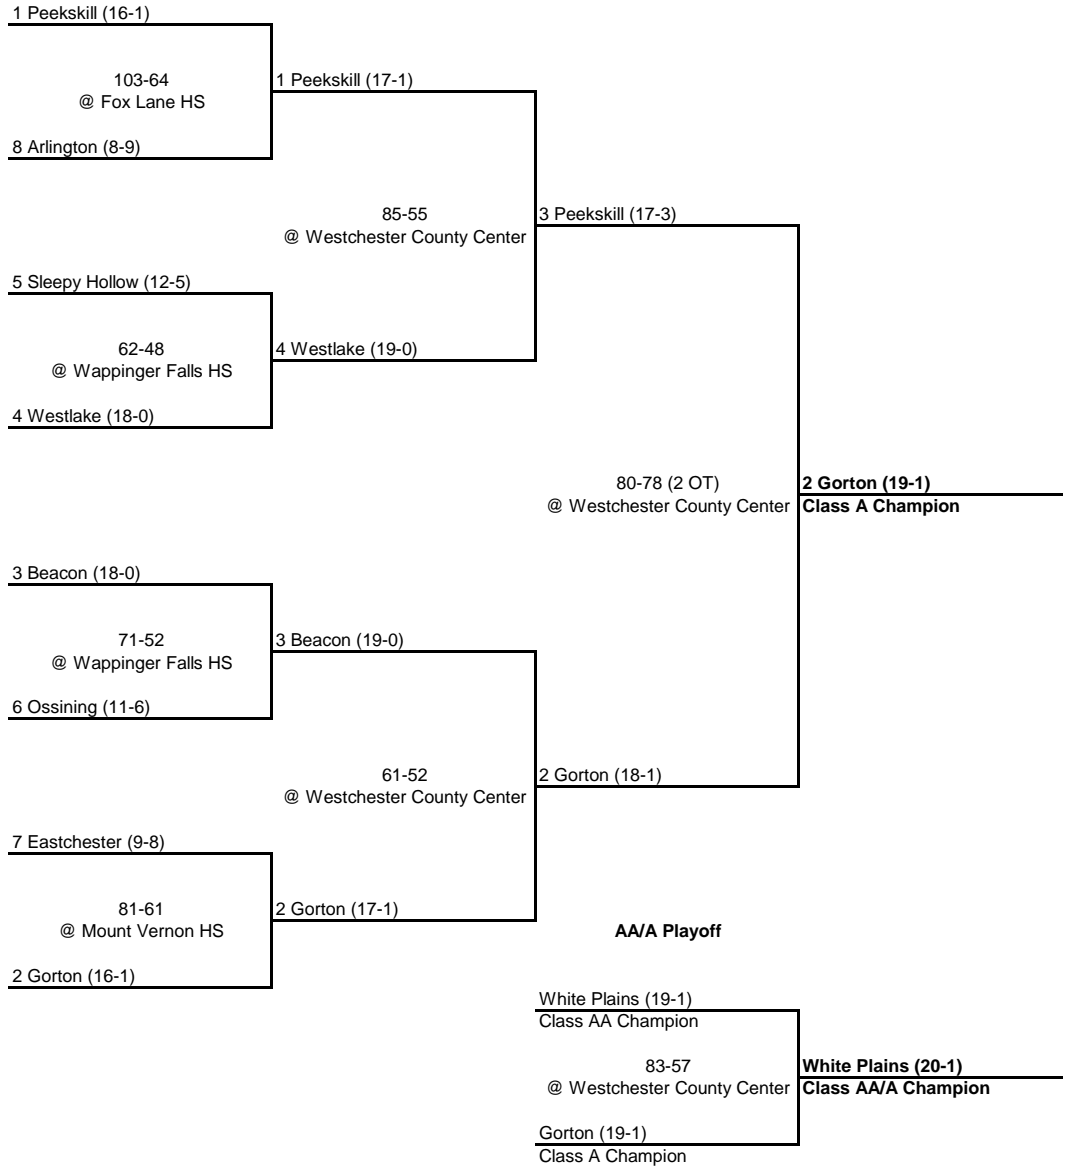 1 Peekskill (16-1)
103-64
@ Fox Lane HS
1 Peekskill (17-1)
8 Arlington (8-9)
85-55
@ Westchester County Center
3 Peekskill (17-3)
5 Sleepy Hollow (12-5)
62-48
@ Wappinger Falls HS
4 Westlake (19-0)
4 Westlake (18-0)
80-78 (2 OT)
@ Westchester County Center
2 Gorton (19-1)
Class A Champion
3 Beacon (18-0)
71-52
@ Wappinger Falls HS
3 Beacon (19-0)
6 Ossining (11-6)
61-52
@ Westchester County Center
2 Gorton (18-1)
7 Eastchester (9-8)
81-61
@ Mount Vernon HS
2 Gorton (17-1)
2 Gorton (16-1)
AA/A Playoff
White Plains (19-1)
Class AA Champion
83-57
@ Westchester County Center
White Plains (20-1)
Class AA/A Champion
Gorton (19-1)
Class A Champion